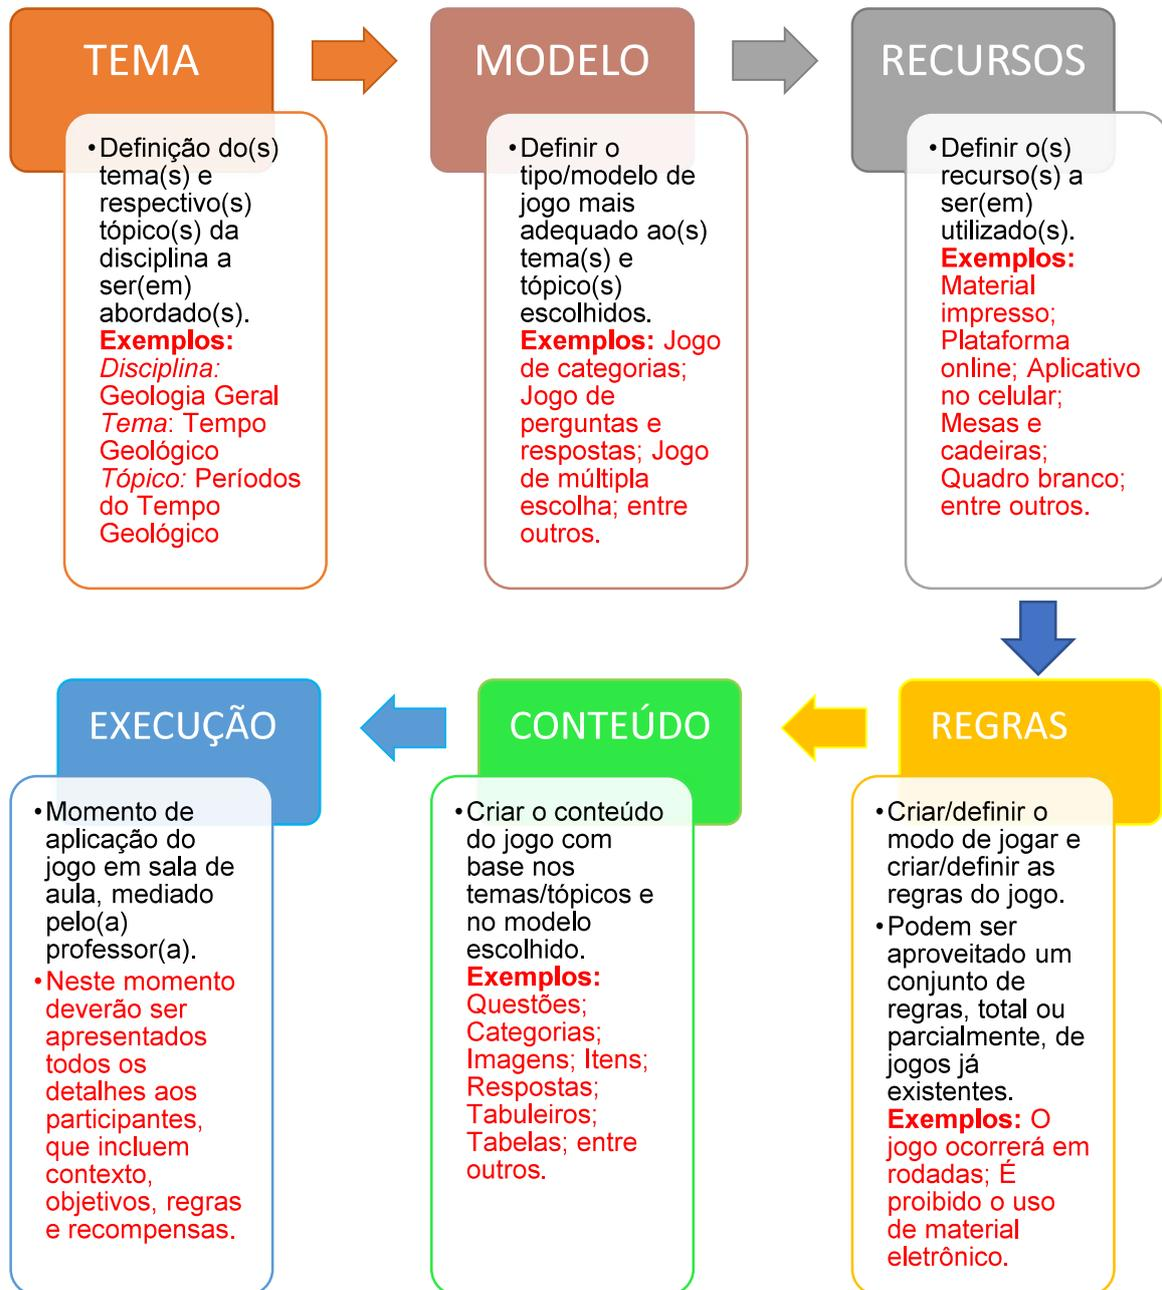 TEMA
•Definição do(s)
tema(s) e
respectivo(s)
tópico(s) da
disciplina a
ser(em)
abordado(s).
Exemplos:
Disciplina:
Geologia Geral
Tema: Tempo
Geológico
Tópico: Períodos
do Tempo
Geológico
MODELO
•Definir o
tipo/modelo de
jogo mais
adequado ao(s)
tema(s) e
tópico(s)
escolhidos.
Exemplos: Jogo
de categorias;
Jogo de
perguntas e
respostas; Jogo
de múltipla
escolha; entre
outros.
RECURSOS
•Definir o(s)
recurso(s) a
ser(em)
utilizado(s).
Exemplos:
Material
impresso;
Plataforma
online; Aplicativo
no celular;
Mesas e
cadeiras;
Quadro branco;
entre outros.
REGRAS
•Criar/definir o
modo de jogar e
criar/definir as
regras do jogo.
•Podem ser
aproveitado um
conjunto de
regras, total ou
parcialmente, de
jogos já
existentes.
Exemplos: O
jogo ocorrerá em
rodadas; É
proibido o uso
de material
eletrônico.
CONTEÚDO
•Criar o conteúdo
do jogo com
base nos
temas/tópicos e
no modelo
escolhido.
Exemplos:
Questões;
Categorias;
Imagens; Itens;
Respostas;
Tabuleiros;
Tabelas; entre
outros.
EXECUÇÃO
•Momento de
aplicação do
jogo em sala de
aula, mediado
pelo(a)
professor(a).
•Neste momento
deverão ser
apresentados
todos os
detalhes aos
participantes,
que incluem
contexto,
objetivos, regras
e recompensas.